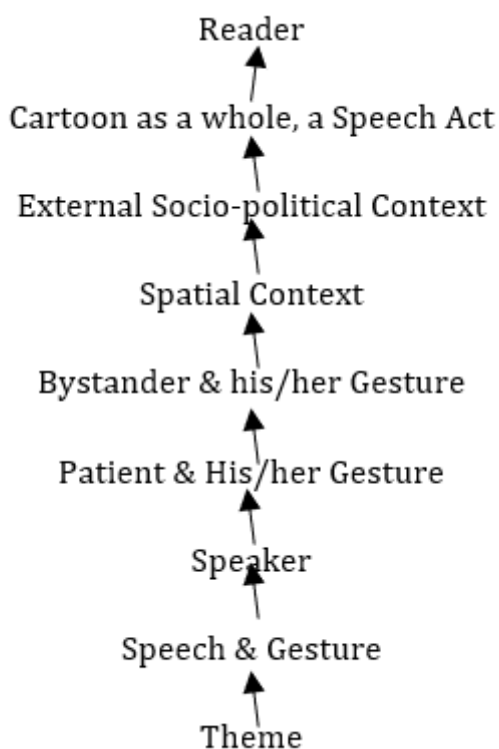 Reader
Cartoon as a whole, a Speech Act
External Socio-political Context
Spatial Context
Bystander & his/her Gesture
Patient & His/her Gesture
Speaker
Speech & Gesture
Theme